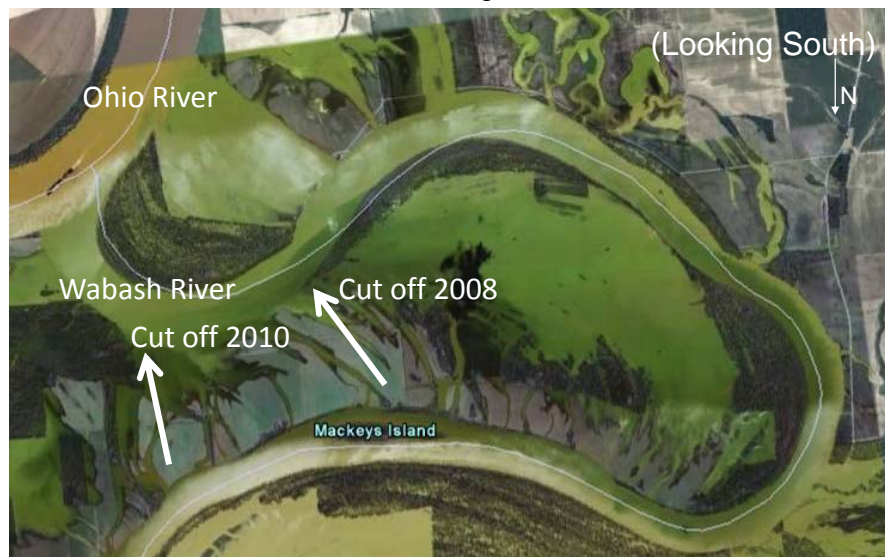 (Looking South)
N
Ohio River
Wabash River
Cut off 2008
Cut off 2010
Mackeys Island